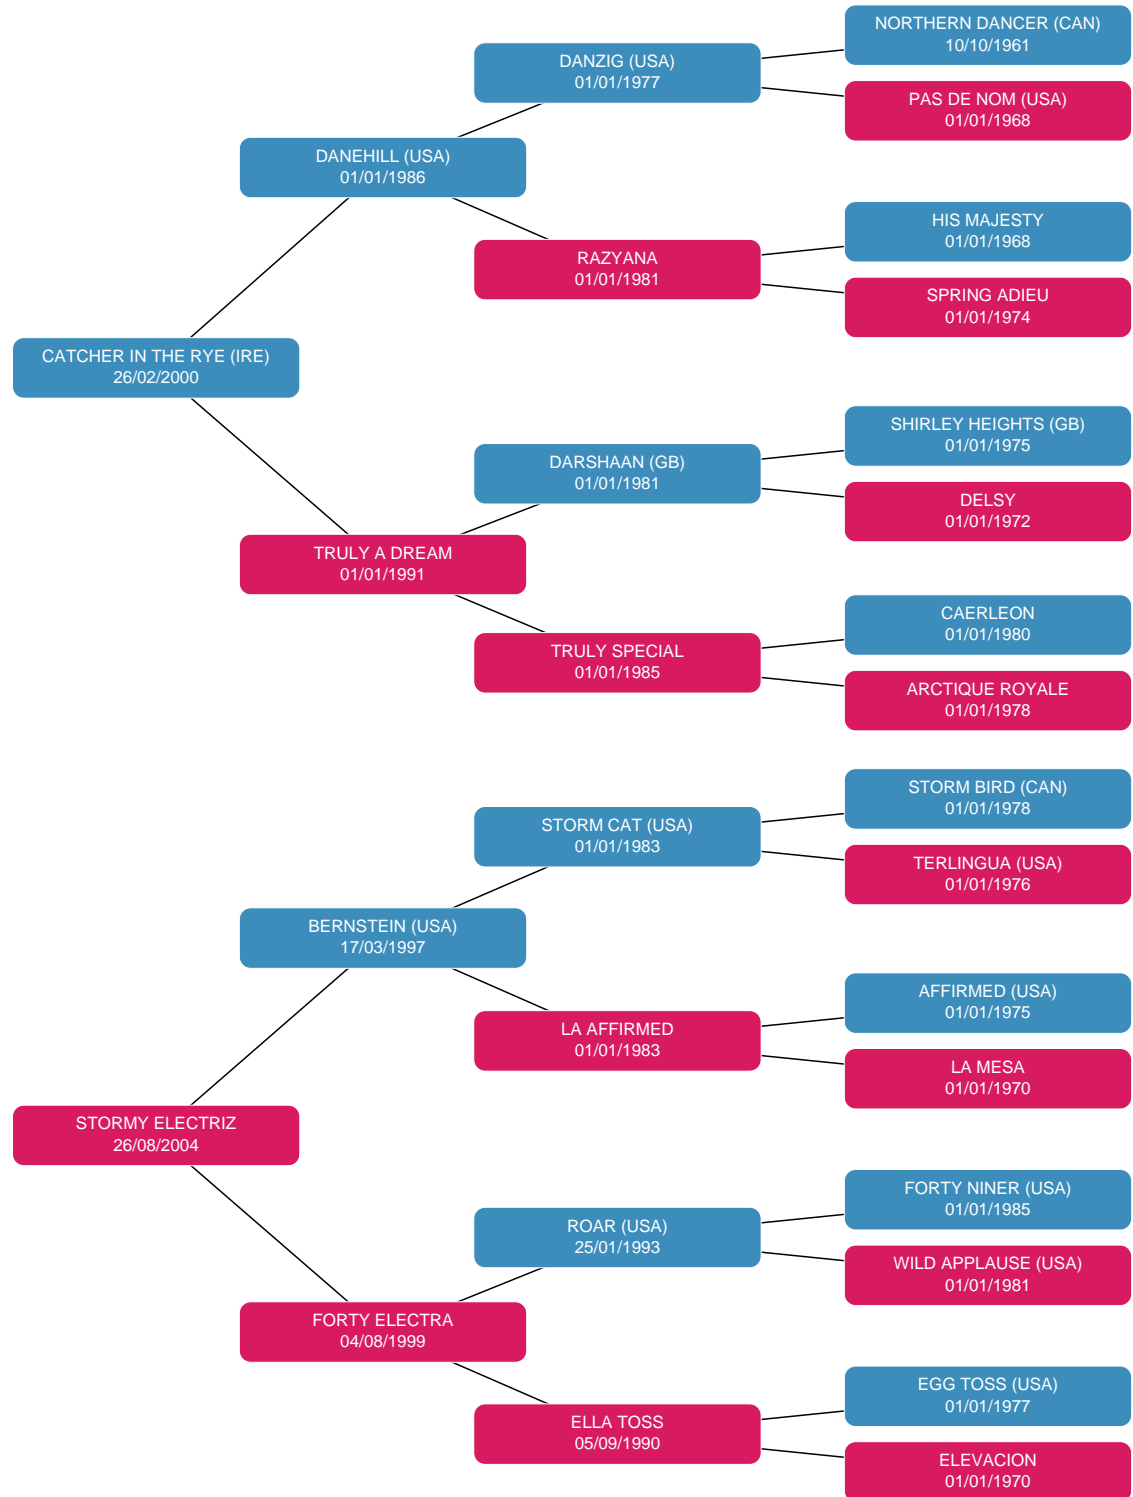 NORTHERN DANCER (CAN)
10/10/1961
DANZIG (USA)
01/01/1977
PAS DE NOM (USA)
01/01/1968
DANEHILL (USA)
01/01/1986
HIS MAJESTY
01/01/1968
RAZYANA
01/01/1981
SPRING ADIEU
01/01/1974
CATCHER IN THE RYE (IRE)
26/02/2000
SHIRLEY HEIGHTS (GB)
01/01/1975
DARSHAAN (GB)
01/01/1981
DELSY
01/01/1972
TRULY A DREAM
01/01/1991
CAERLEON
01/01/1980
TRULY SPECIAL
01/01/1985
ARCTIQUE ROYALE
01/01/1978
STORM BIRD (CAN)
01/01/1978
STORM CAT (USA)
01/01/1983
TERLINGUA (USA)
01/01/1976
BERNSTEIN (USA)
17/03/1997
AFFIRMED (USA)
01/01/1975
LA AFFIRMED
01/01/1983
LA MESA
01/01/1970
STORMY ELECTRIZ
26/08/2004
FORTY NINER (USA)
01/01/1985
ROAR (USA)
25/01/1993
WILD APPLAUSE (USA)
01/01/1981
FORTY ELECTRA
04/08/1999
EGG TOSS (USA)
01/01/1977
ELLA TOSS
05/09/1990
ELEVACION
01/01/1970